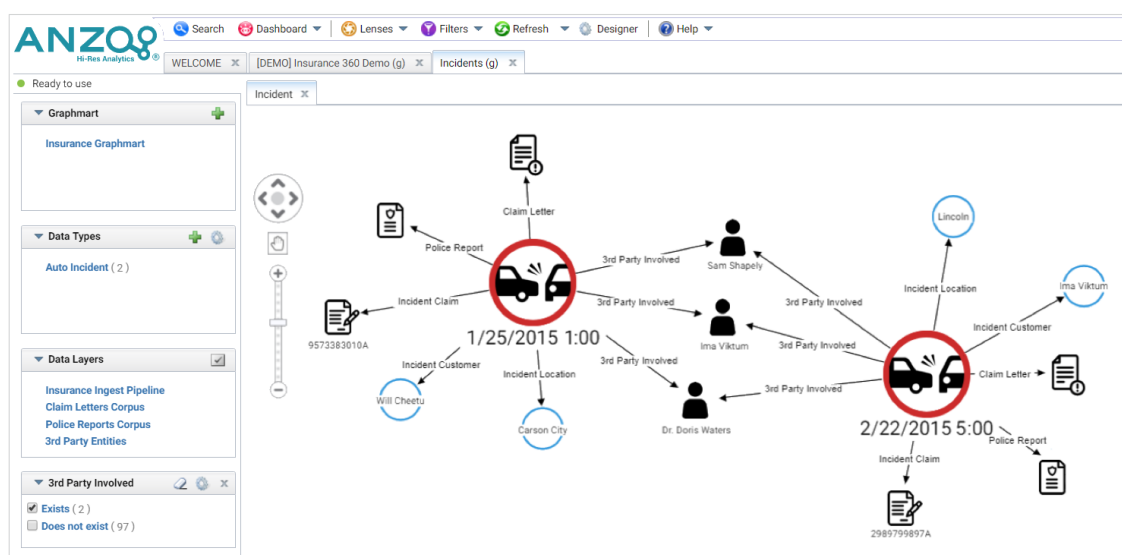 ANZO
Hi-Res Analytics
®
Search
Dashboard
Lenses
Filters
Refresh
Designer
Help
WELCOME x
[DEMO] Insurance 360 Demo (g) x
Incidents (g) x
Ready to use
Incident x
Graphmart
Insurance Graphmart
Data Types
Auto Incident ( 2 )
Data Layers
Insurance Ingest Pipeline
Claim Letters Corpus
Police Reports Corpus
3rd Party Entities
3rd Party Involved
Exists ( 2 )
Does not exist ( 97 )
Claim Letter
Police Report
Incident Claim
9573383010A
1/25/2015 1:00
Incident Customer
Will Cheetu
Incident Location
Carson City
3rd Party Involved
Sam Shapely
3rd Party Involved
Ima Viktum
3rd Party Involved
Dr. Doris Waters
3rd Party Involved
3rd Party Involved
3rd Party Involved
Lincoln
Incident Location
Ima Viktum
Incident Customer
Claim Letter
2/22/2015 5:00
Police Report
Incident Claim
2989799897A